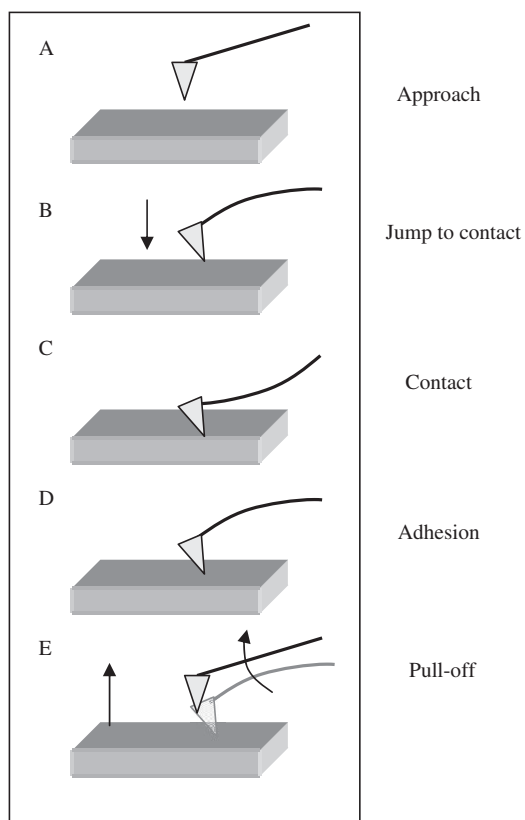 A
Approach
B
Jump to contact
C
Contact
D
Adhesion
E
Pull-off